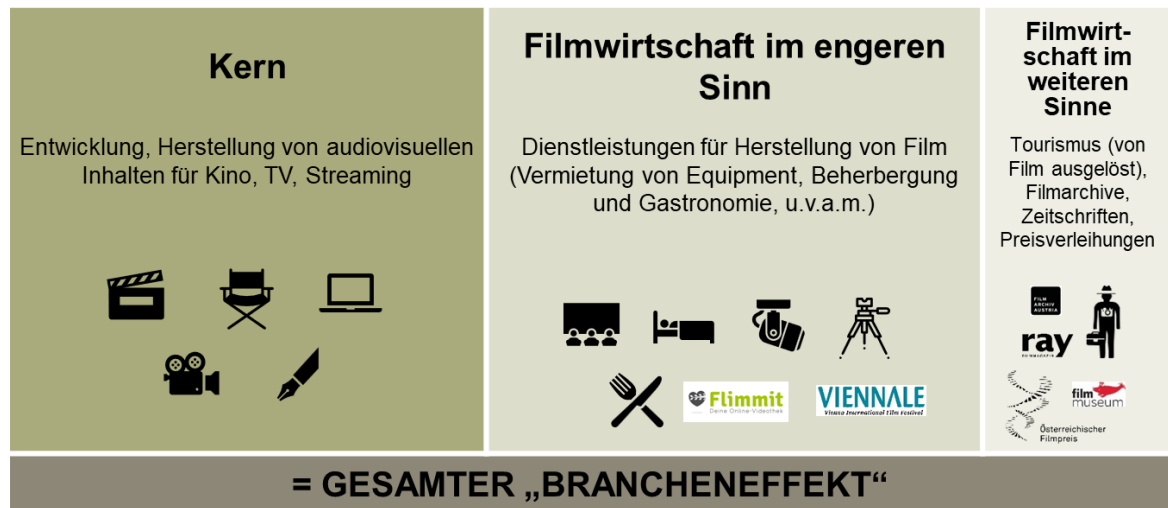 Kern
Entwicklung, Herstellung von audiovisuellen
Inhalten für Kino, TV, Streaming
Filmwirtschaft im engeren
Sinn
Dienstleistungen für Herstellung von Film
(Vermietung von Equipment, Beherbergung
und Gastronomie, u.v.a.m.)
Flimmit
Deine Online-Videothek
VIENNALE
Vienna International Film Festival
Filmwirt-
schaft im
weiteren
Sinne
Tourismus (von
Film ausgelöst),
Filmarchive,
Zeitschriften,
Preisverleihungen
FILM
ARCHIV
AUSTRIA
ray
FILMMAGAZIN
film
museum
Österreichischer
Filmpreis
= GESAMTER „BRANCHENEFFEKT“